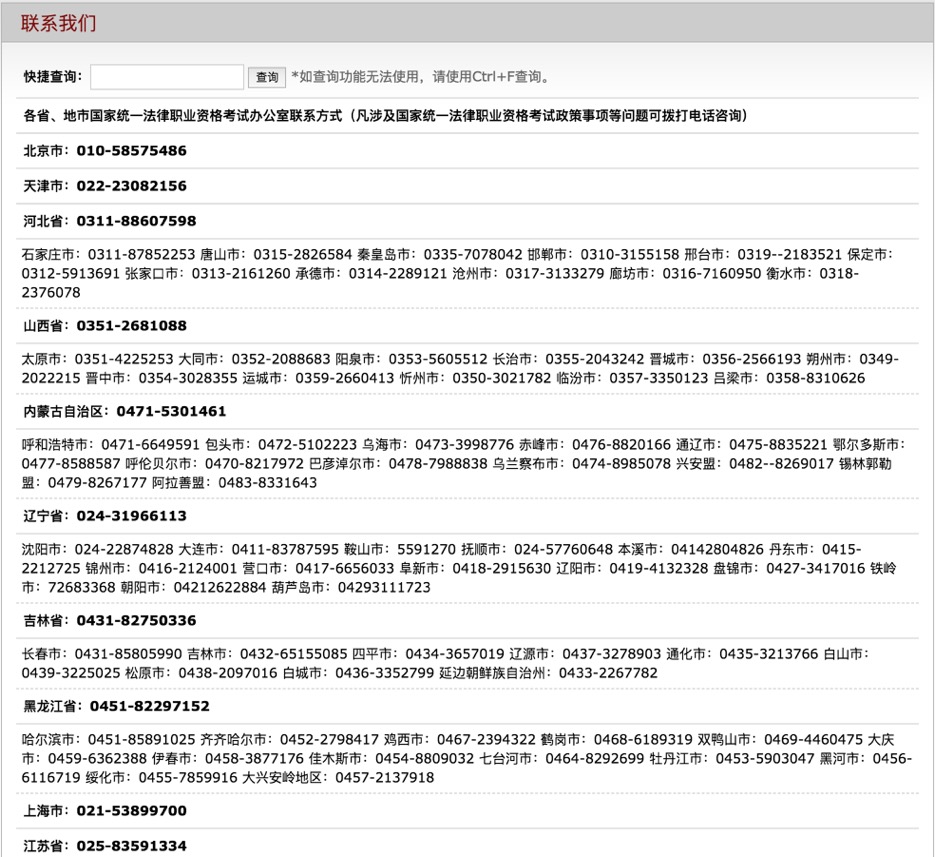 联系我们
快捷查询： 查询 *如查询功能无法使用，请使用Ctrl+F查询。
各省、地市国家统一法律职业资格考试办公室联系方式（凡涉及国家统一法律职业资格考试政策事项等问题可拨打电话咨询）
北京市：010-58575486
天津市：022-23082156
河北省：0311-88607598
石家庄市：0311-87852253 唐山市：0315-2826584 秦皇岛市：0335-7078042 邯郸市：0310-3155158 邢台市：0319--2183521 保定市：
0312-5913691 张家口市：0313-2161260 承德市：0314-2289121 沧州市：0317-3133279 廊坊市：0316-7160950 衡水市：0318-
2376078
山西省：0351-2681088
太原市：0351-4225253 大同市：0352-2088683 阳泉市：0353-5605512 长治市：0355-2043242 晋城市：0356-2566193 朔州市：0349-
2022215 晋中市：0354-3028355 运城市：0359-2660413 忻州市：0350-3021782 临汾市：0357-3350123 吕梁市：0358-8310626
内蒙古自治区：0471-5301461
呼和浩特市：0471-6649591 包头市：0472-5102223 乌海市：0473-3998776 赤峰市：0476-8820166 通辽市：0475-8835221 鄂尔多斯市：
0477-8588587 呼伦贝尔市：0470-8217972 巴彦淖尔市：0478-7988838 乌兰察布市：0474-8985078 兴安盟：0482--8269017 锡林郭勒
盟：0479-8267177 阿拉善盟：0483-8331643
辽宁省：024-31966113
沈阳市：024-22874828 大连市：0411-83787595 鞍山市：5591270 抚顺市：024-57760648 本溪市：04142804826 丹东市：0415-
2212725 锦州市：0416-2124001 营口市：0417-6656033 阜新市：0418-2915630 辽阳市：0419-4132328 盘锦市：0427-3417016 铁岭
市：72683368 朝阳市：04212622884 葫芦岛市：04293111723
吉林省：0431-82750336
长春市：0431-85805990 吉林市：0432-65155085 四平市：0434-3657019 辽源市：0437-3278903 通化市：0435-3213766 白山市：
0439-3225025 松原市：0438-2097016 白城市：0436-3352799 延边朝鲜族自治州：0433-2267782
黑龙江省：0451-82297152
哈尔滨市：0451-85891025 齐齐哈尔市：0452-2798417 鸡西市：0467-2394322 鹤岗市：0468-6189319 双鸭山市：0469-4460475 大庆
市：0459-6362388 伊春市：0458-3877176 佳木斯市：0454-8809032 七台河市：0464-8292699 牡丹江市：0453-5903047 黑河市：0456-
6116719 绥化市：0455-7859916 大兴安岭地区：0457-2137918
上海市：021-53899700
江苏省：025-83591334